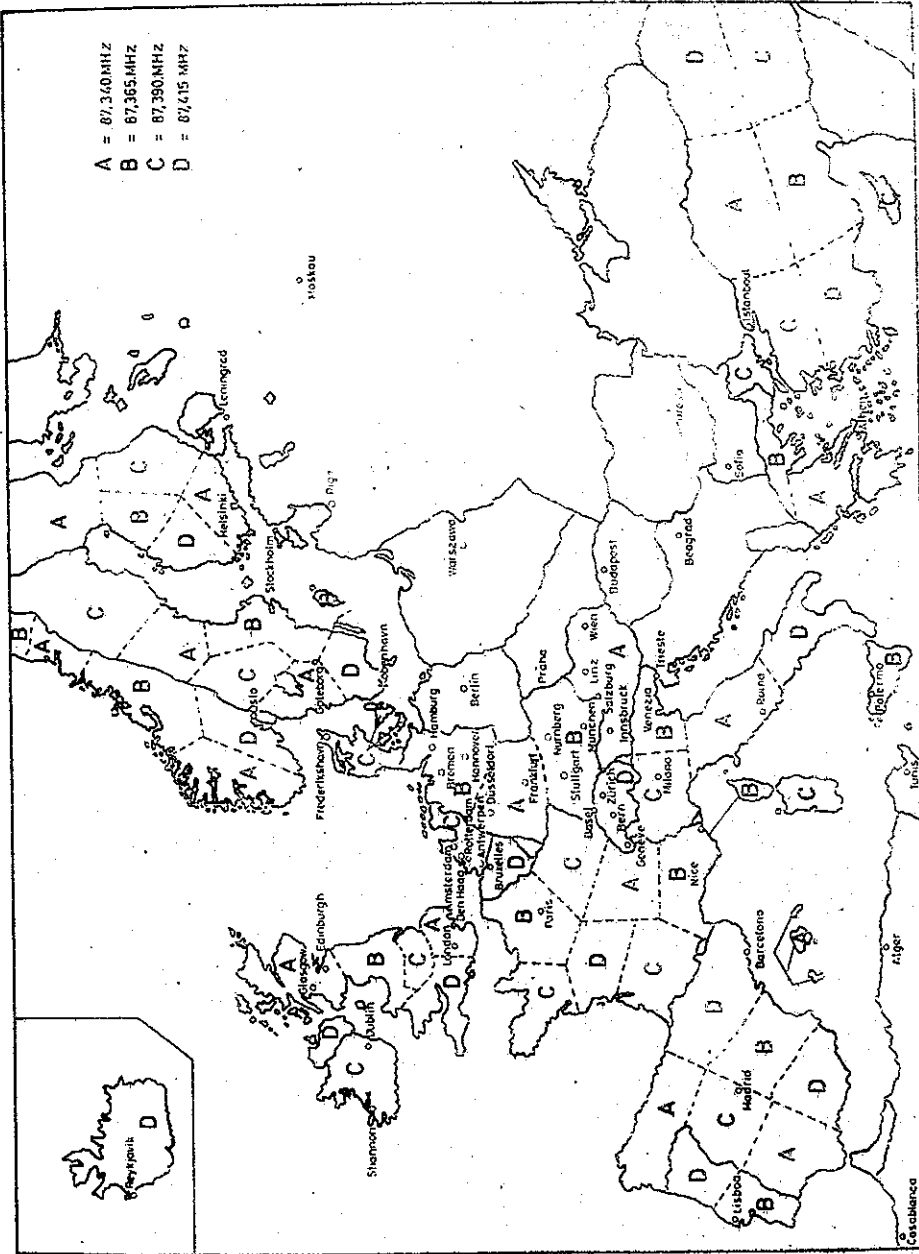 A = 87,340 MHZ
B = 87,365 MHZ
C = 87,390 MHZ
D = 87,415 MHZ
Reykjavik
D
Moskau
Leningrad
Riga
Helsinki
Stockholm
Oslo
Göteborg
København
Frederikshavn
A
C
B
D
A
B
A
C
B
A
B
C
D
A
A
D
C
Edinburgh
Glasgow
Dublin
Shannon
London
A
D
C
B
C
A
D
Warszawa
Hamburg
Berlin
Bremen
Hannover
Düsseldorf
Amsterdam
Den Haag
Rotterdam
Antwerpen
Bruxelles
Frankfurt
Praha
Nürnberg
Stuttgart
München
Linz
Wien
Salzburg
Innsbruck
Basel
Zürich
Bern
Genève
Paris
Nice
Milano
Venezia
Trieste
Budapest
Beograd
Sofia
Istanboul
Roma
Palermo
Tunis
Alger
Barcelona
Madrid
Lisboa
Casablanca
B
C
A
D
B
A
D
C
B
C
C
D
A
C
B
B
A
D
B
C
A
D
C
B
A
D
D
A
B
A
B
A
C
C
D
A
B
D
C
C